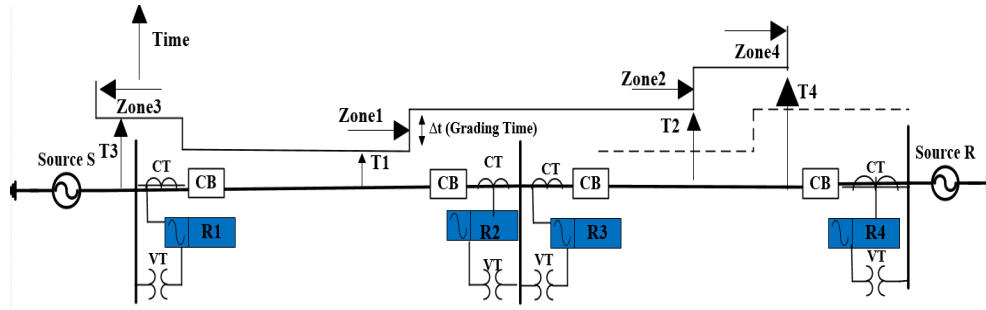 Time
Zone4
Zone3
Zone2
Zone1
Δt (Grading Time)
T4
T3
T2
T1
Source S
Source R
CT
CT
CT
CT
CB
CB
CB
CB
R1
R2
R3
R4
VT
VT
VT
VT